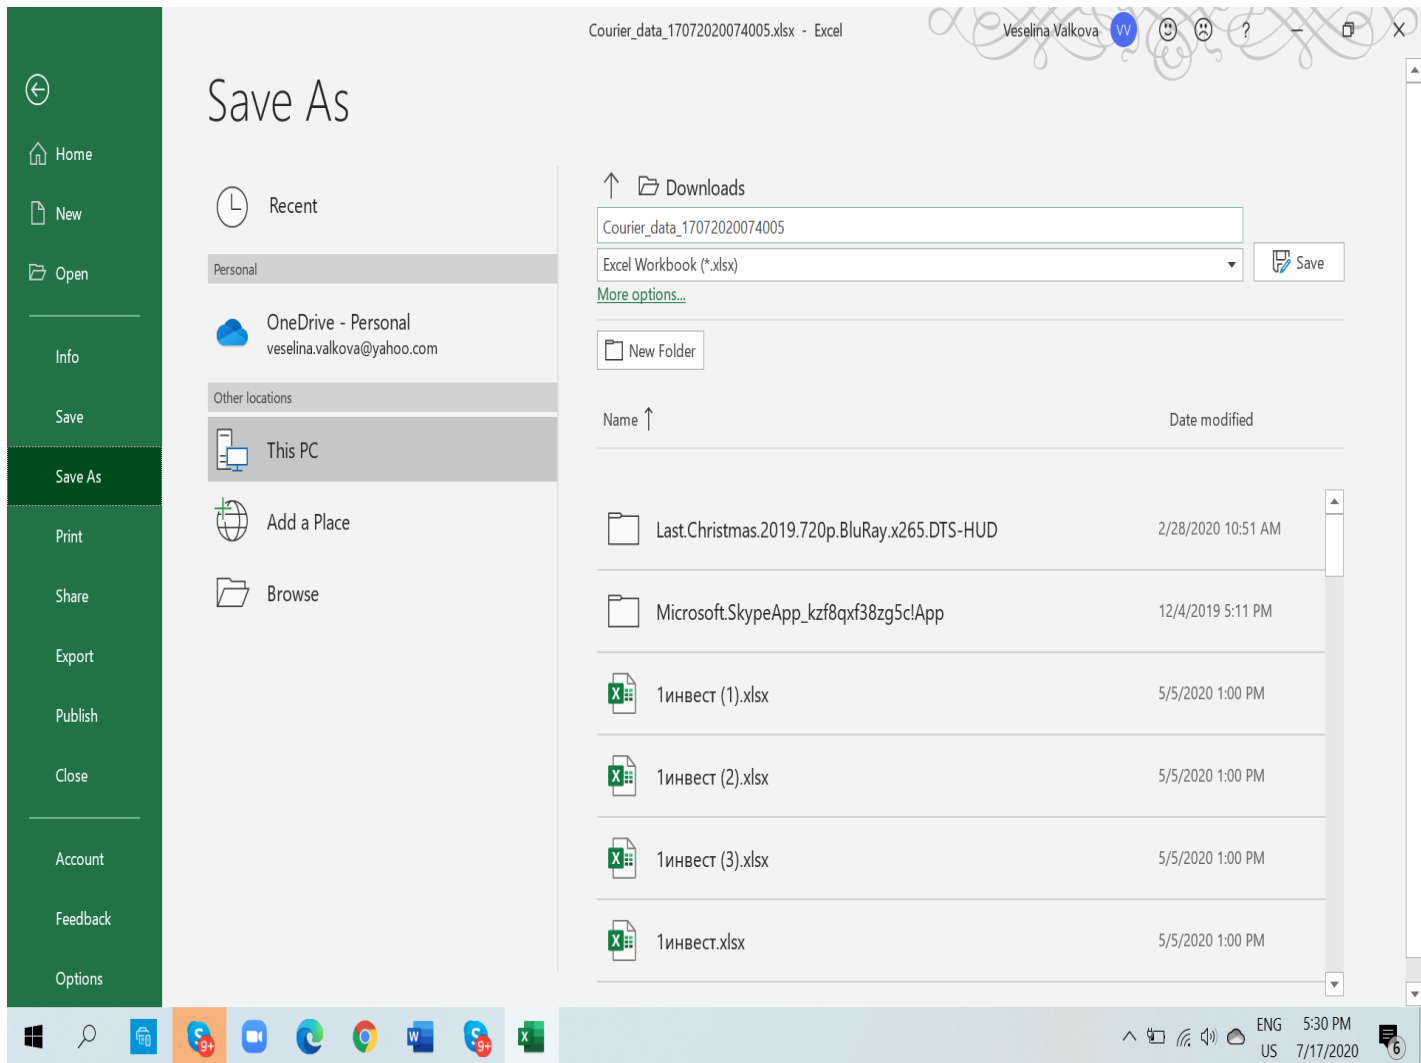 Courier_data_17072020074005.xlsx - Excel
Veselina Valkova VV ?
Save As
Home
New
Open
Info
Save
Save As
Print
Share
Export
Publish
Close
Account
Feedback
Options
Recent
Personal
OneDrive - Personal
veselina.valkova@yahoo.com
Other locations
This PC
Add a Place
Browse
Downloads
Courier_data_17072020074005
Excel Workbook (*.xlsx)
Save
More options...
New Folder
Name Date modified
Last.Christmas.2019.720p.BluRay.x265.DTS-HUD 2/28/2020 10:51 AM
Microsoft.SkypeApp_kzf8qxf38zg5c!App 12/4/2019 5:11 PM
1инвест (1).xlsx 5/5/2020 1:00 PM
1инвест (2).xlsx 5/5/2020 1:00 PM
1инвест (3).xlsx 5/5/2020 1:00 PM
1инвест.xlsx 5/5/2020 1:00 PM
9+
W
9+
X
ENG
US
5:30 PM
7/17/2020
6